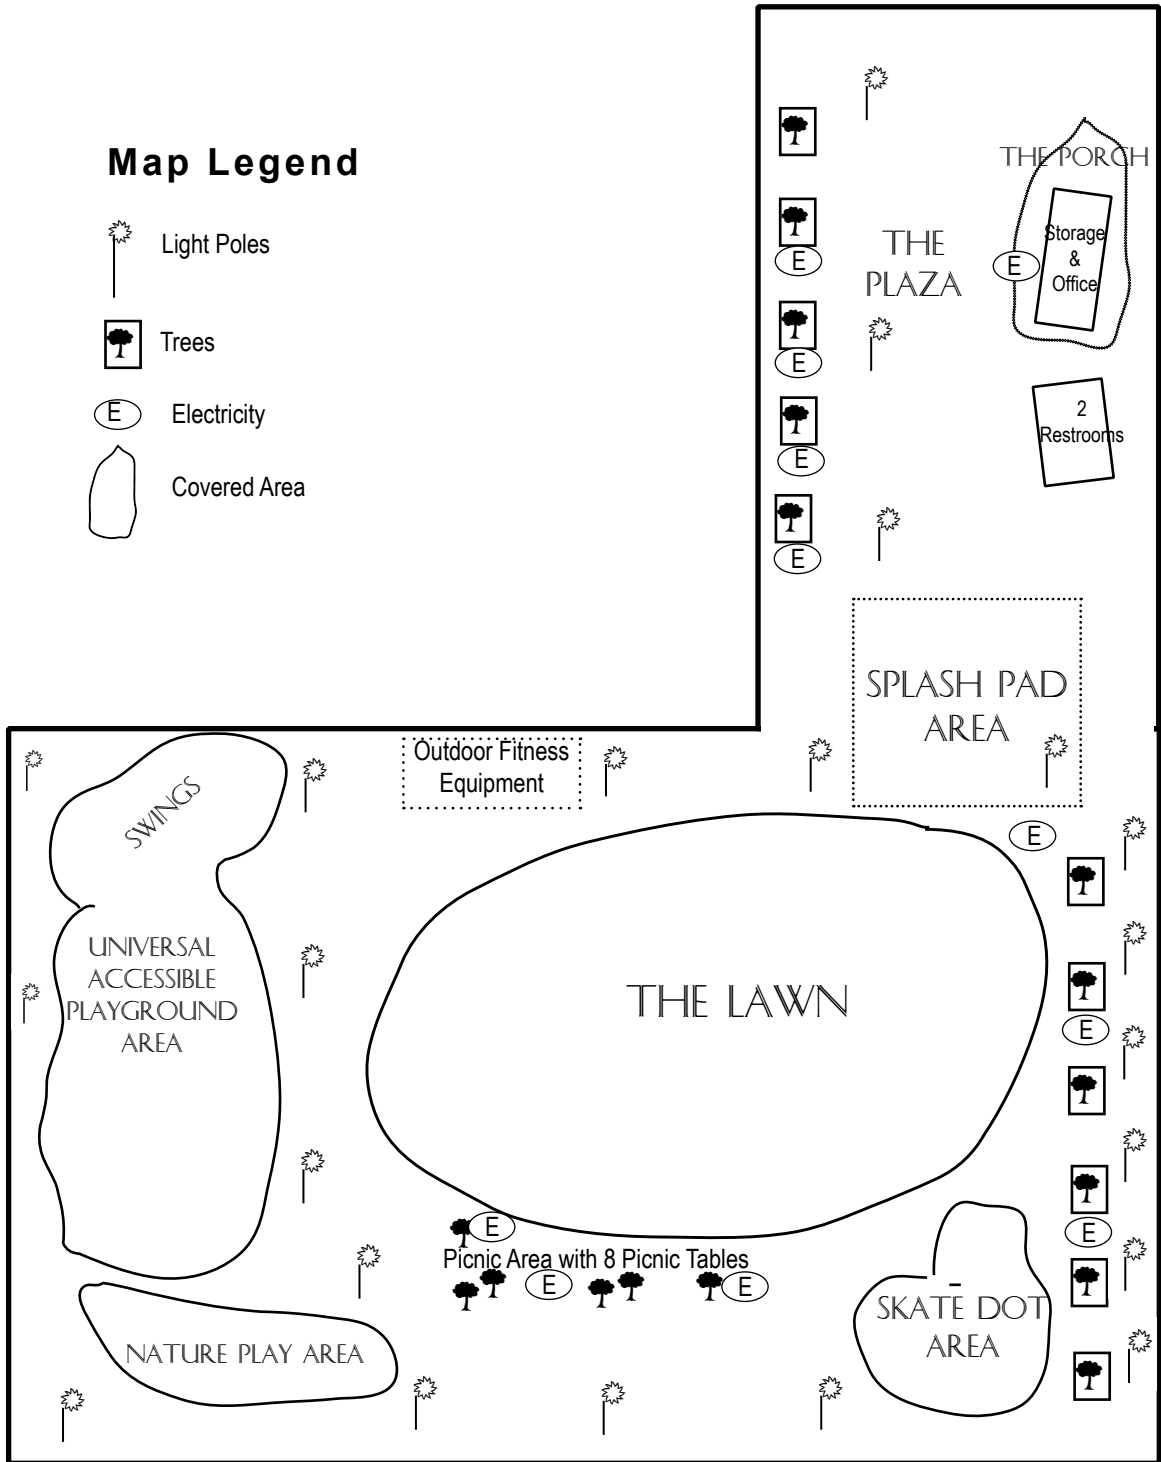 Map Legend
Light Poles
Trees
E
Electricity
Covered Area
THE PORCH
Storage
&
Office
E
THE
PLAZA
E
E
E
E
2
Restrooms
SPLASH PAD
AREA
Outdoor Fitness
Equipment
SWINGS
E
UNIVERSAL
ACCESSIBLE
PLAYGROUND
AREA
THE LAWN
E
E
E
Picnic Area with 8 Picnic Tables
E
E
SKATE DOT
AREA
NATURE PLAY AREA